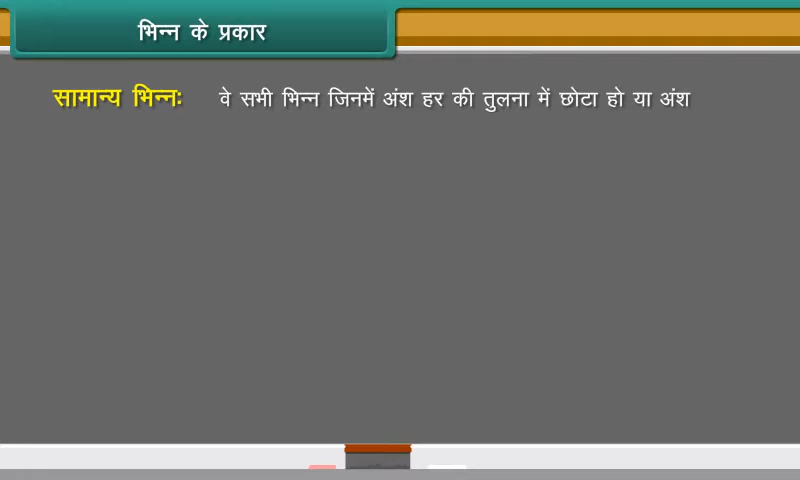 भिन्न के प्रकार
सामान्य भिन्नः वे सभी भिन्न जिनमें अंश हर की तुलना में छोटा हो या अंश